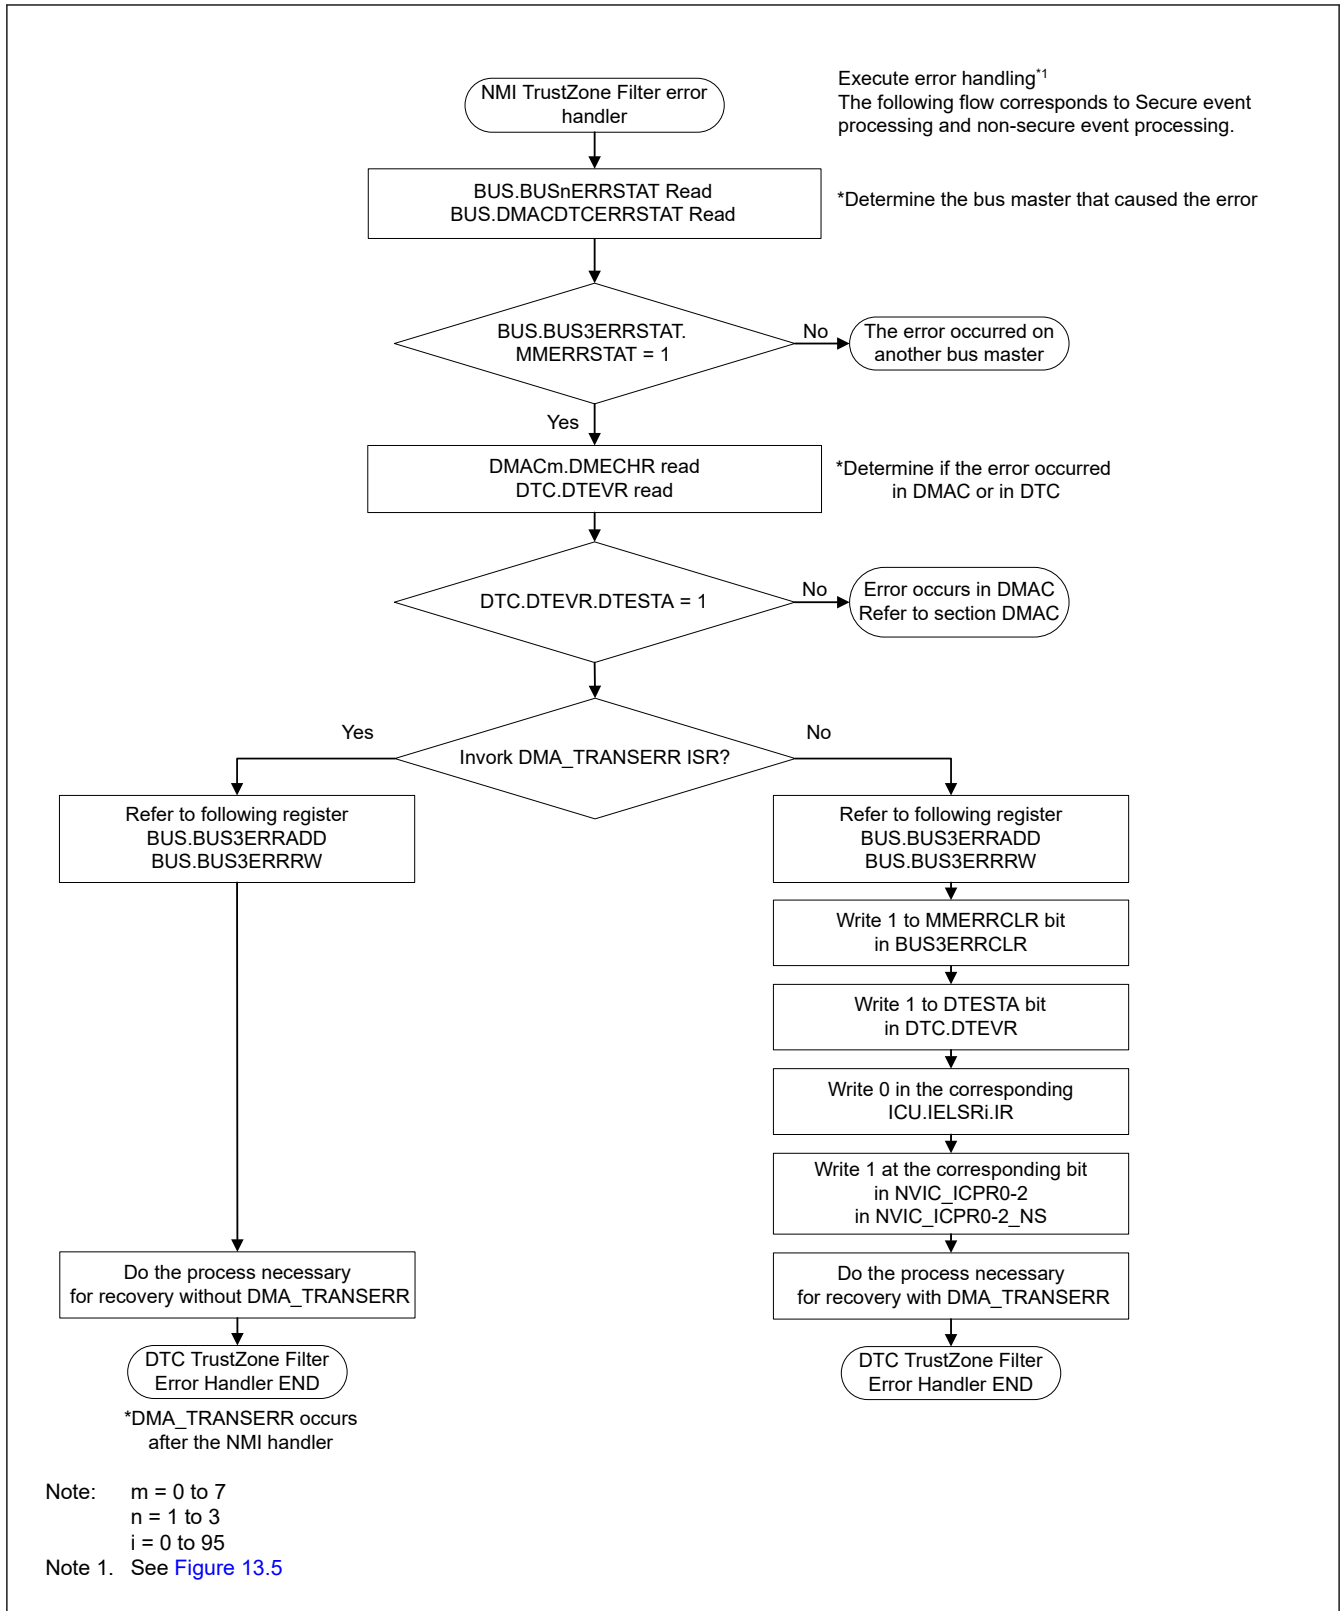 NMI TrustZone Filter error
handler
Execute error handling*1
The following flow corresponds to Secure event
processing and non-secure event processing.
BUS.BUSnERRSTAT Read
BUS.DMACDTCERRSTAT Read
*Determine the bus master that caused the error
BUS.BUS3ERRSTAT.
MMERRSTAT = 1
No
The error occurred on
another bus master
Yes
DMACm.DMECHR read
DTC.DTEVR read
*Determine if the error occurred
in DMAC or in DTC
DTC.DTEVR.DTESTA = 1
No
Error occurs in DMAC
Refer to section DMAC
Yes
Invork DMA_TRANSERR ISR?
No
Refer to following register
BUS.BUS3ERRADD
BUS.BUS3ERRRW
Do the process necessary
for recovery without DMA_TRANSERR
DTC TrustZone Filter
Error Handler END
*DMA_TRANSERR occurs
after the NMI handler
Refer to following register
BUS.BUS3ERRADD
BUS.BUS3ERRRW
Write 1 to MMERRCLR bit
in BUS3ERRCLR
Write 1 to DTESTA bit
in DTC.DTEVR
Write 0 in the corresponding
ICU.IELSRi.IR
Write 1 at the corresponding bit
in NVIC_ICPR0-2
in NVIC_ICPR0-2_NS
Do the process necessary
for recovery with DMA_TRANSERR
DTC TrustZone Filter
Error Handler END
Note: m = 0 to 7
n = 1 to 3
i = 0 to 95
Note 1. See Figure 13.5